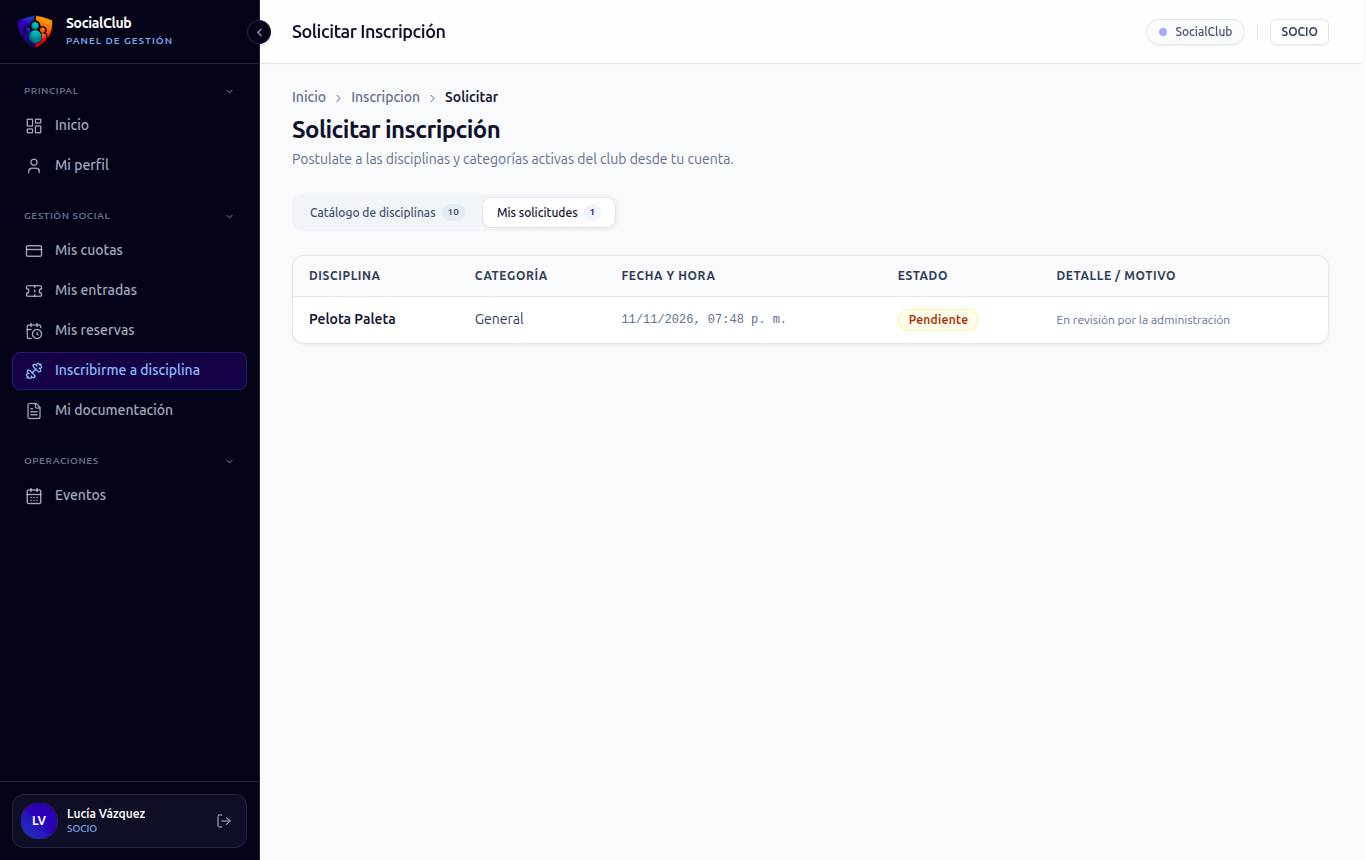 SocialClub
PANEL DE GESTIÓN
PRINCIPAL
Inicio
Mi perfil
GESTIÓN SOCIAL
Mis cuotas
Mis entradas
Mis reservas
Inscribirme a disciplina
Mi documentación
OPERACIONES
Eventos
LV
Lucía Vázquez
SOCIO
Solicitar Inscripción
SocialClub
SOCIO
Inicio > Inscripcion > Solicitar
Solicitar inscripción
Postulate a las disciplinas y categorías activas del club desde tu cuenta.
Catálogo de disciplinas 10 Mis solicitudes 1
DISCIPLINA CATEGORÍA FECHA Y HORA ESTADO DETALLE / MOTIVO
Pelota Paleta General 11/11/2026, 07:48 p. m. Pendiente En revisión por la administración